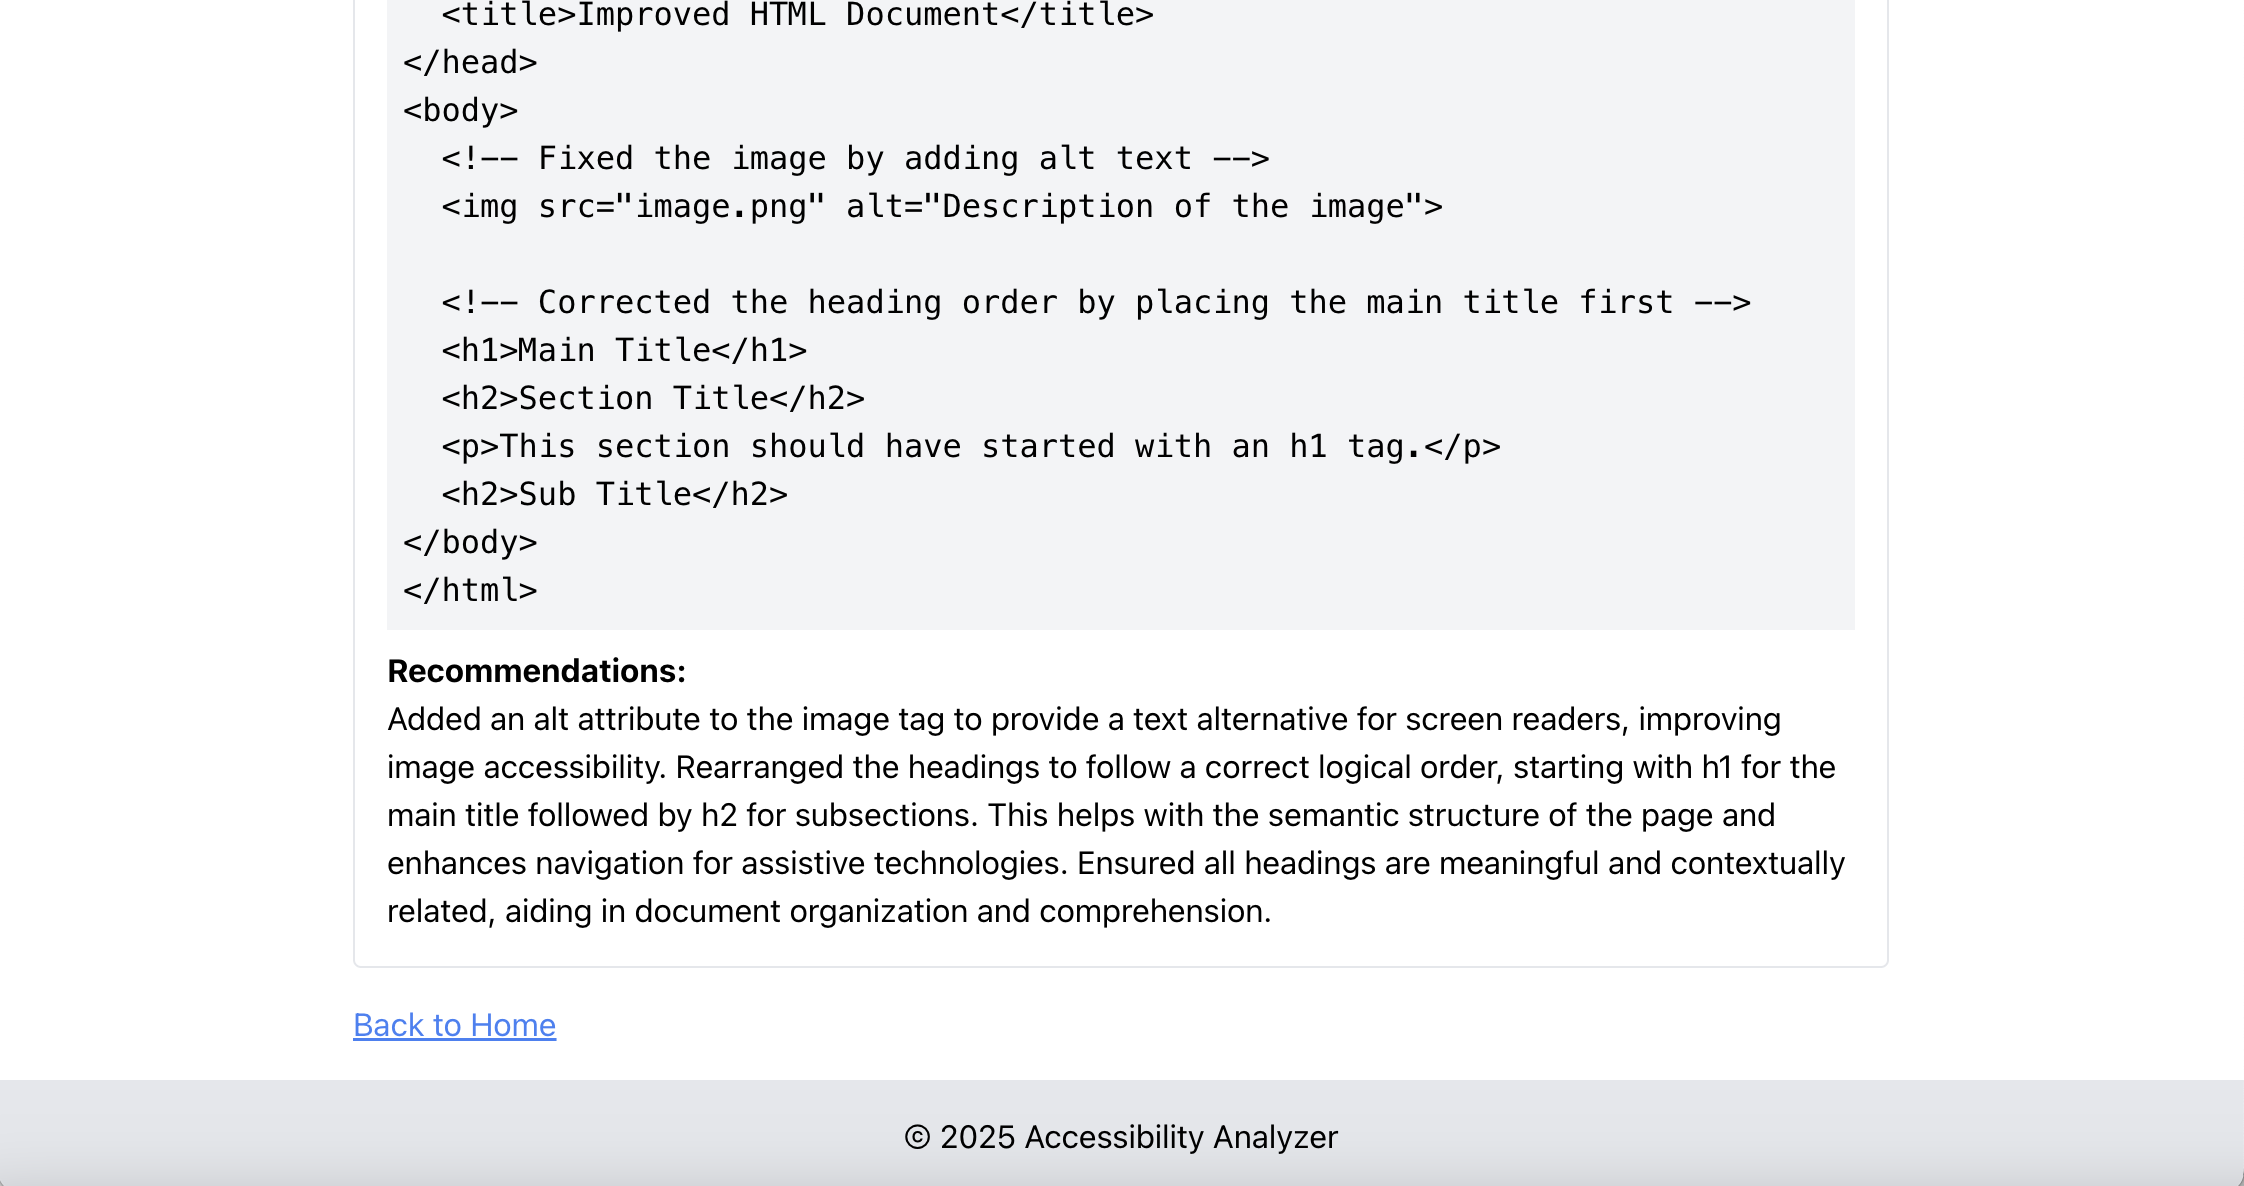 <title>Improved HTML Document</title>
</head>
<body>
<!-- Fixed the image by adding alt text -->
<img src="image.png" alt="Description of the image">
<!-- Corrected the heading order by placing the main title first -->
<h1>Main Title</h1>
<h2>Section Title</h2>
<p>This section should have started with an h1 tag.</p>
<h2>Sub Title</h2>
</body>
</html>
Recommendations:
Added an alt attribute to the image tag to provide a text alternative for screen readers, improving
image accessibility. Rearranged the headings to follow a correct logical order, starting with h1 for the
main title followed by h2 for subsections. This helps with the semantic structure of the page and
enhances navigation for assistive technologies. Ensured all headings are meaningful and contextually
related, aiding in document organization and comprehension.
Back to Home
© 2025 Accessibility Analyzer